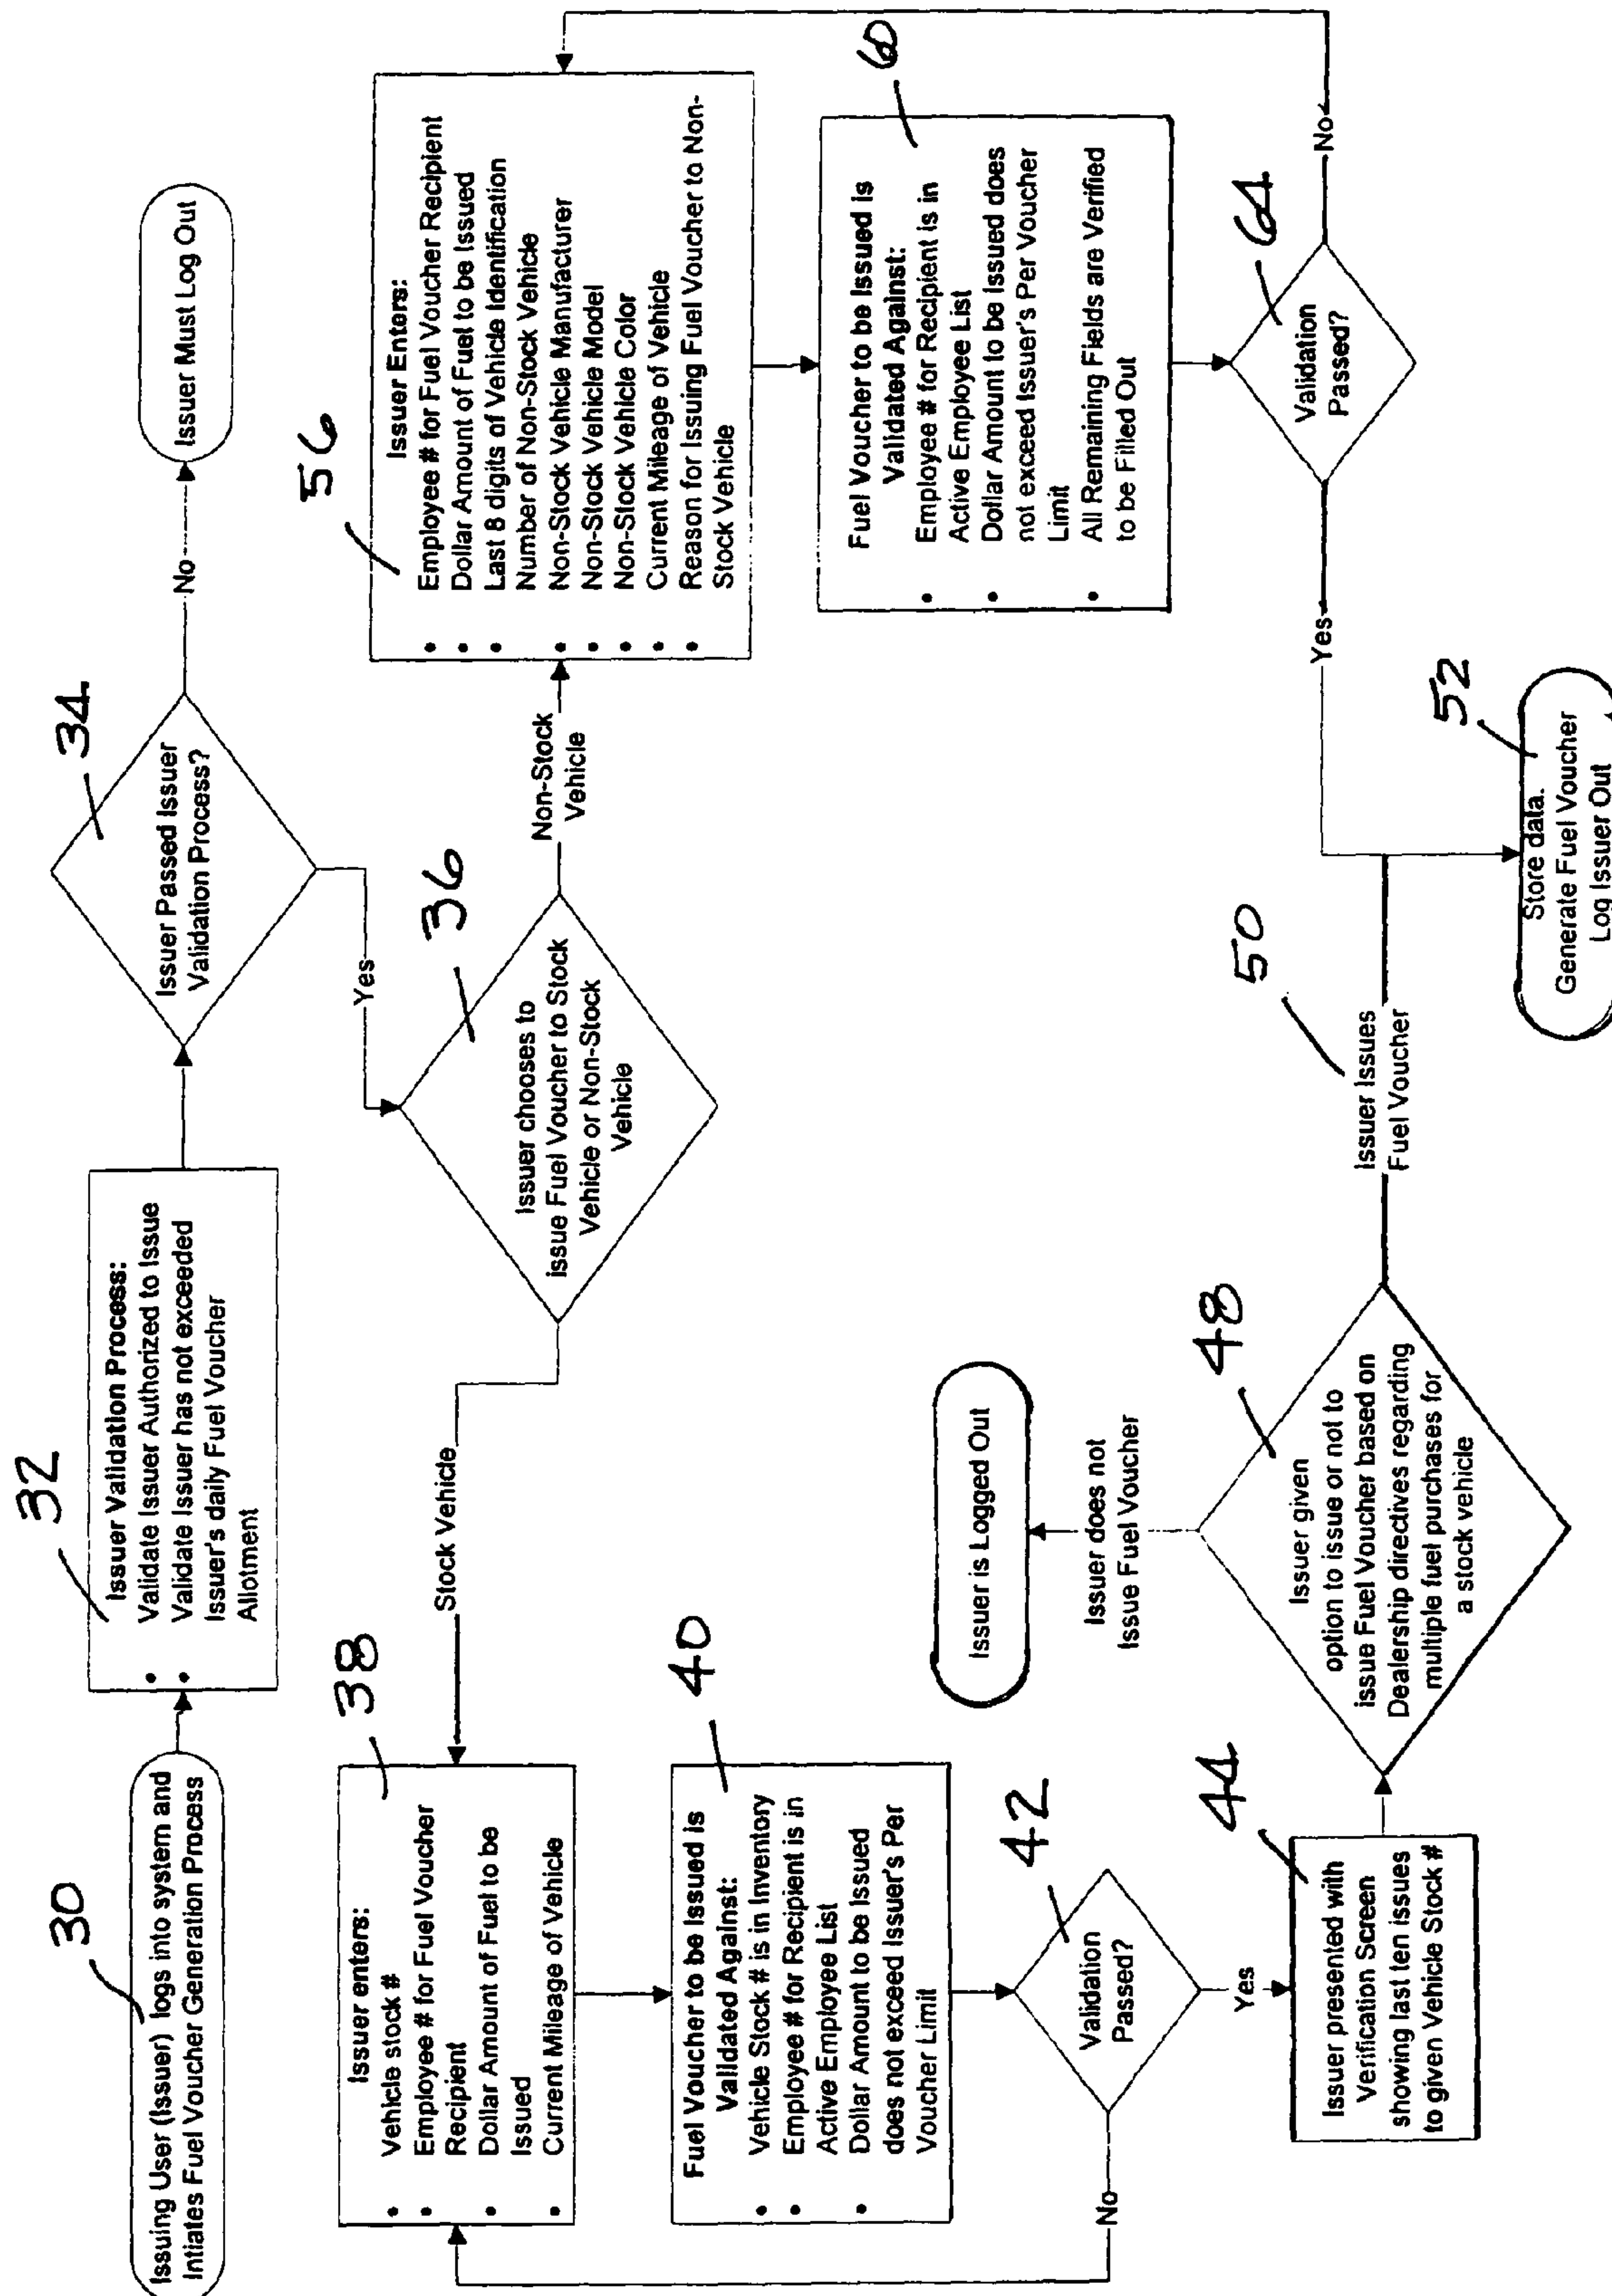 30
Issuing User (Issuer) logs into system and
Intiates Fuel Voucher Generation Process
32
Issuer Validation Process:
• Validate Issuer Authorized to Issue
• Validate Issuer has not exceeded
Issuer's daily Fuel Voucher
Allotment
34
Issuer Passed Issuer
Validation Process?
No
Issuer Must Log Out
Yes
36
Issuer chooses to
issue Fuel Voucher to Stock
Vehicle or Non-Stock
Vehicle
Stock Vehicle
Non-Stock
Vehicle
38
Issuer enters:
• Vehicle stock #
• Employee # for Fuel Voucher
Recipient
• Dollar Amount of Fuel to be
Issued
• Current Mileage of Vehicle
40
Fuel Voucher to be Issued is
Validated Against:
• Vehicle Stock # is in Inventory
• Employee # for Recipient is in
Active Employee List
• Dollar Amount to be Issued
does not exceed Issuer's Per
Voucher Limit
42
Validation
Passed?
No
Yes
44
Issuer presented with
Verification Screen
showing last ten issues
to given Vehicle Stock #
48
Issuer given
option to issue or not to
issue Fuel Voucher based on
Dealership directives regarding
multiple fuel purchases for
a stock vehicle
Issuer does not
Issue Fuel Voucher
Issuer is Logged Out
50
Issuer Issues
Fuel Voucher
52
Store data.
Generate Fuel Voucher
Log Issuer Out
56
Issuer Enters:
• Employee # for Fuel Voucher Recipient
• Dollar Amount of Fuel to be Issued
• Last 8 digits of Vehicle Identification
Number of Non-Stock Vehicle
• Non-Stock Vehicle Manufacturer
• Non-Stock Vehicle Model
• Non-Stock Vehicle Color
• Current Mileage of Vehicle
• Reason for Issuing Fuel Voucher to Non-
Stock Vehicle
60
Fuel Voucher to be Issued is
Validated Against:
• Employee # for Recipient is in
Active Employee List
• Dollar Amount to be Issued does
not exceed Issuer's Per Voucher
Limit
• All Remaining Fields are Verified
to be Filled Out
64
Validation
Passed?
Yes
No